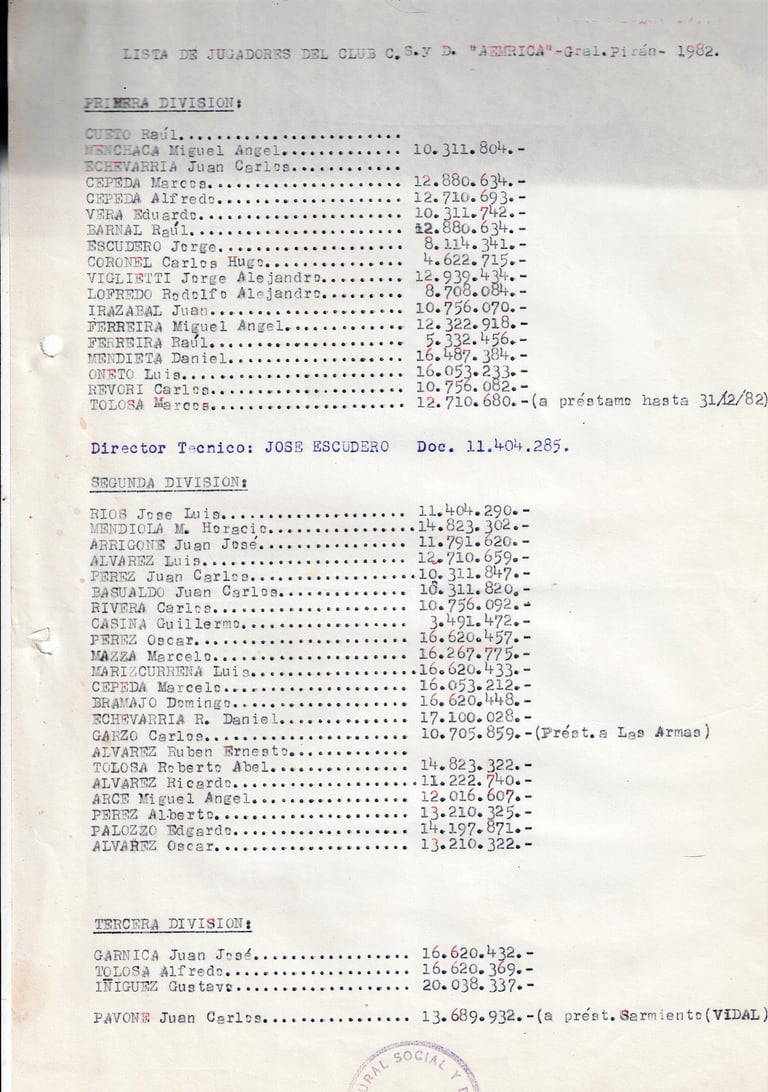 LISTA DE JUGADORES DEL CLUB C.S.y D. "AEMRICA"-Gral.Pirán- 1982.
PRIMERA DIVISION:
CUETO Raúl........................
MENCHACA Miguel Angel............. 10.311.804.-
ECHEVARRIA Juan Carlos............
CEPEDA Marcos..................... 12.880.634.-
CEPEDA Alfredo.................... 12.710.693.-
VERA Eduardo...................... 10.311.742.-
BARNAL Raúl....................... 12.880.634.-
ESCUDERO Jorge.................... 8.114.341.-
CORONEL Carlos Hugo............... 4.622.715.-
VIGLIETTI Jorge Alejandro......... 12.939.434.-
LOFREDO Rodolfo Alejandro......... 8.708.084.-
IRAZABAL Juan..................... 10.756.070.-
FERREIRA Miguel Angel............. 12.322.918.-
FERREIRA Raúl..................... 5.332.456.-
MENDIETA Daniel................... 16.487.384.-
ONETO Luis........................ 16.053.233.-
REVORI Carlos..................... 10.756.082.-
TOLOSA Marcos..................... 12.710.680.-(a préstamo hasta 31/12/82)
Director Tecnico: JOSE ESCUDERO Doc. 11.404.285.
SEGUNDA DIVISION:
RIOS Jose Luis.................... 11.404.290.-
MENDIOLA M. Horacio...............14.823.302.-
ARRIGONE Juan José................ 11.791.620.-
ALVAREZ Luis...................... 12.710.659.-
PEREZ Juan Carlos.................10.311.847.-
BASUALDO Juan Carlos.............. 10.311.820.-
RIVERA Carlos..................... 10.756.092.-
CASINA Guillermo.................. 3.491.472.-
PEREZ Oscar....................... 16.620.457.-
MAZZA Marcelo..................... 16.267.775.-
MARIZCURRENA Luis.................16.620.433.-
CEPEDA Marcelo.................... 16.053.212.-
BRAMAJO Domingo................... 16.620.448.-
ECHEVARRIA R. Daniel.............. 17.100.028.-
GARZO Carlos...................... 10.705.859.-(Prést.a Las Armas)
ALVAREZ Ruben Ernesto.............
TOLOSA Roberto Abel............... 14.823.322.-
ALVAREZ Ricardo...................11.222.740.-
ARCE Miguel Angel................. 12.016.607.-
PEREZ Alberto..................... 13.210.325.-
PALOZZO Edgardo................... 14.197.871.-
ALVAREZ Oscar..................... 13.210.322.-
TERCERA DIVISION:
GARNICA Juan José................. 16.620.432.-
TOLOSA Alfredo.................... 16.620.369.-
IÑIGUEZ Gustavo................... 20.038.337.-
PAVONE Juan Carlos................ 13.689.932.-(a prést.Sarmiento(VIDAL)
URAL SOCIAL Y